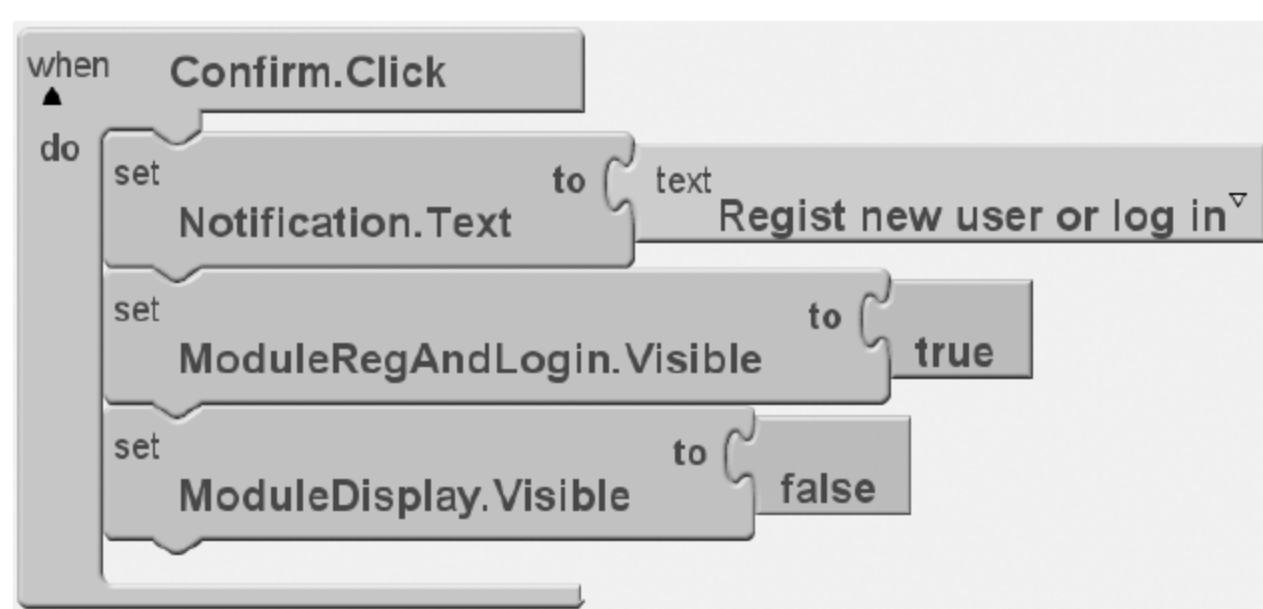 when Confirm.Click
do
set to text
Notification.Text Regist new user or log in
set to
ModuleRegAndLogin.Visible true
set to
ModuleDisplay.Visible false